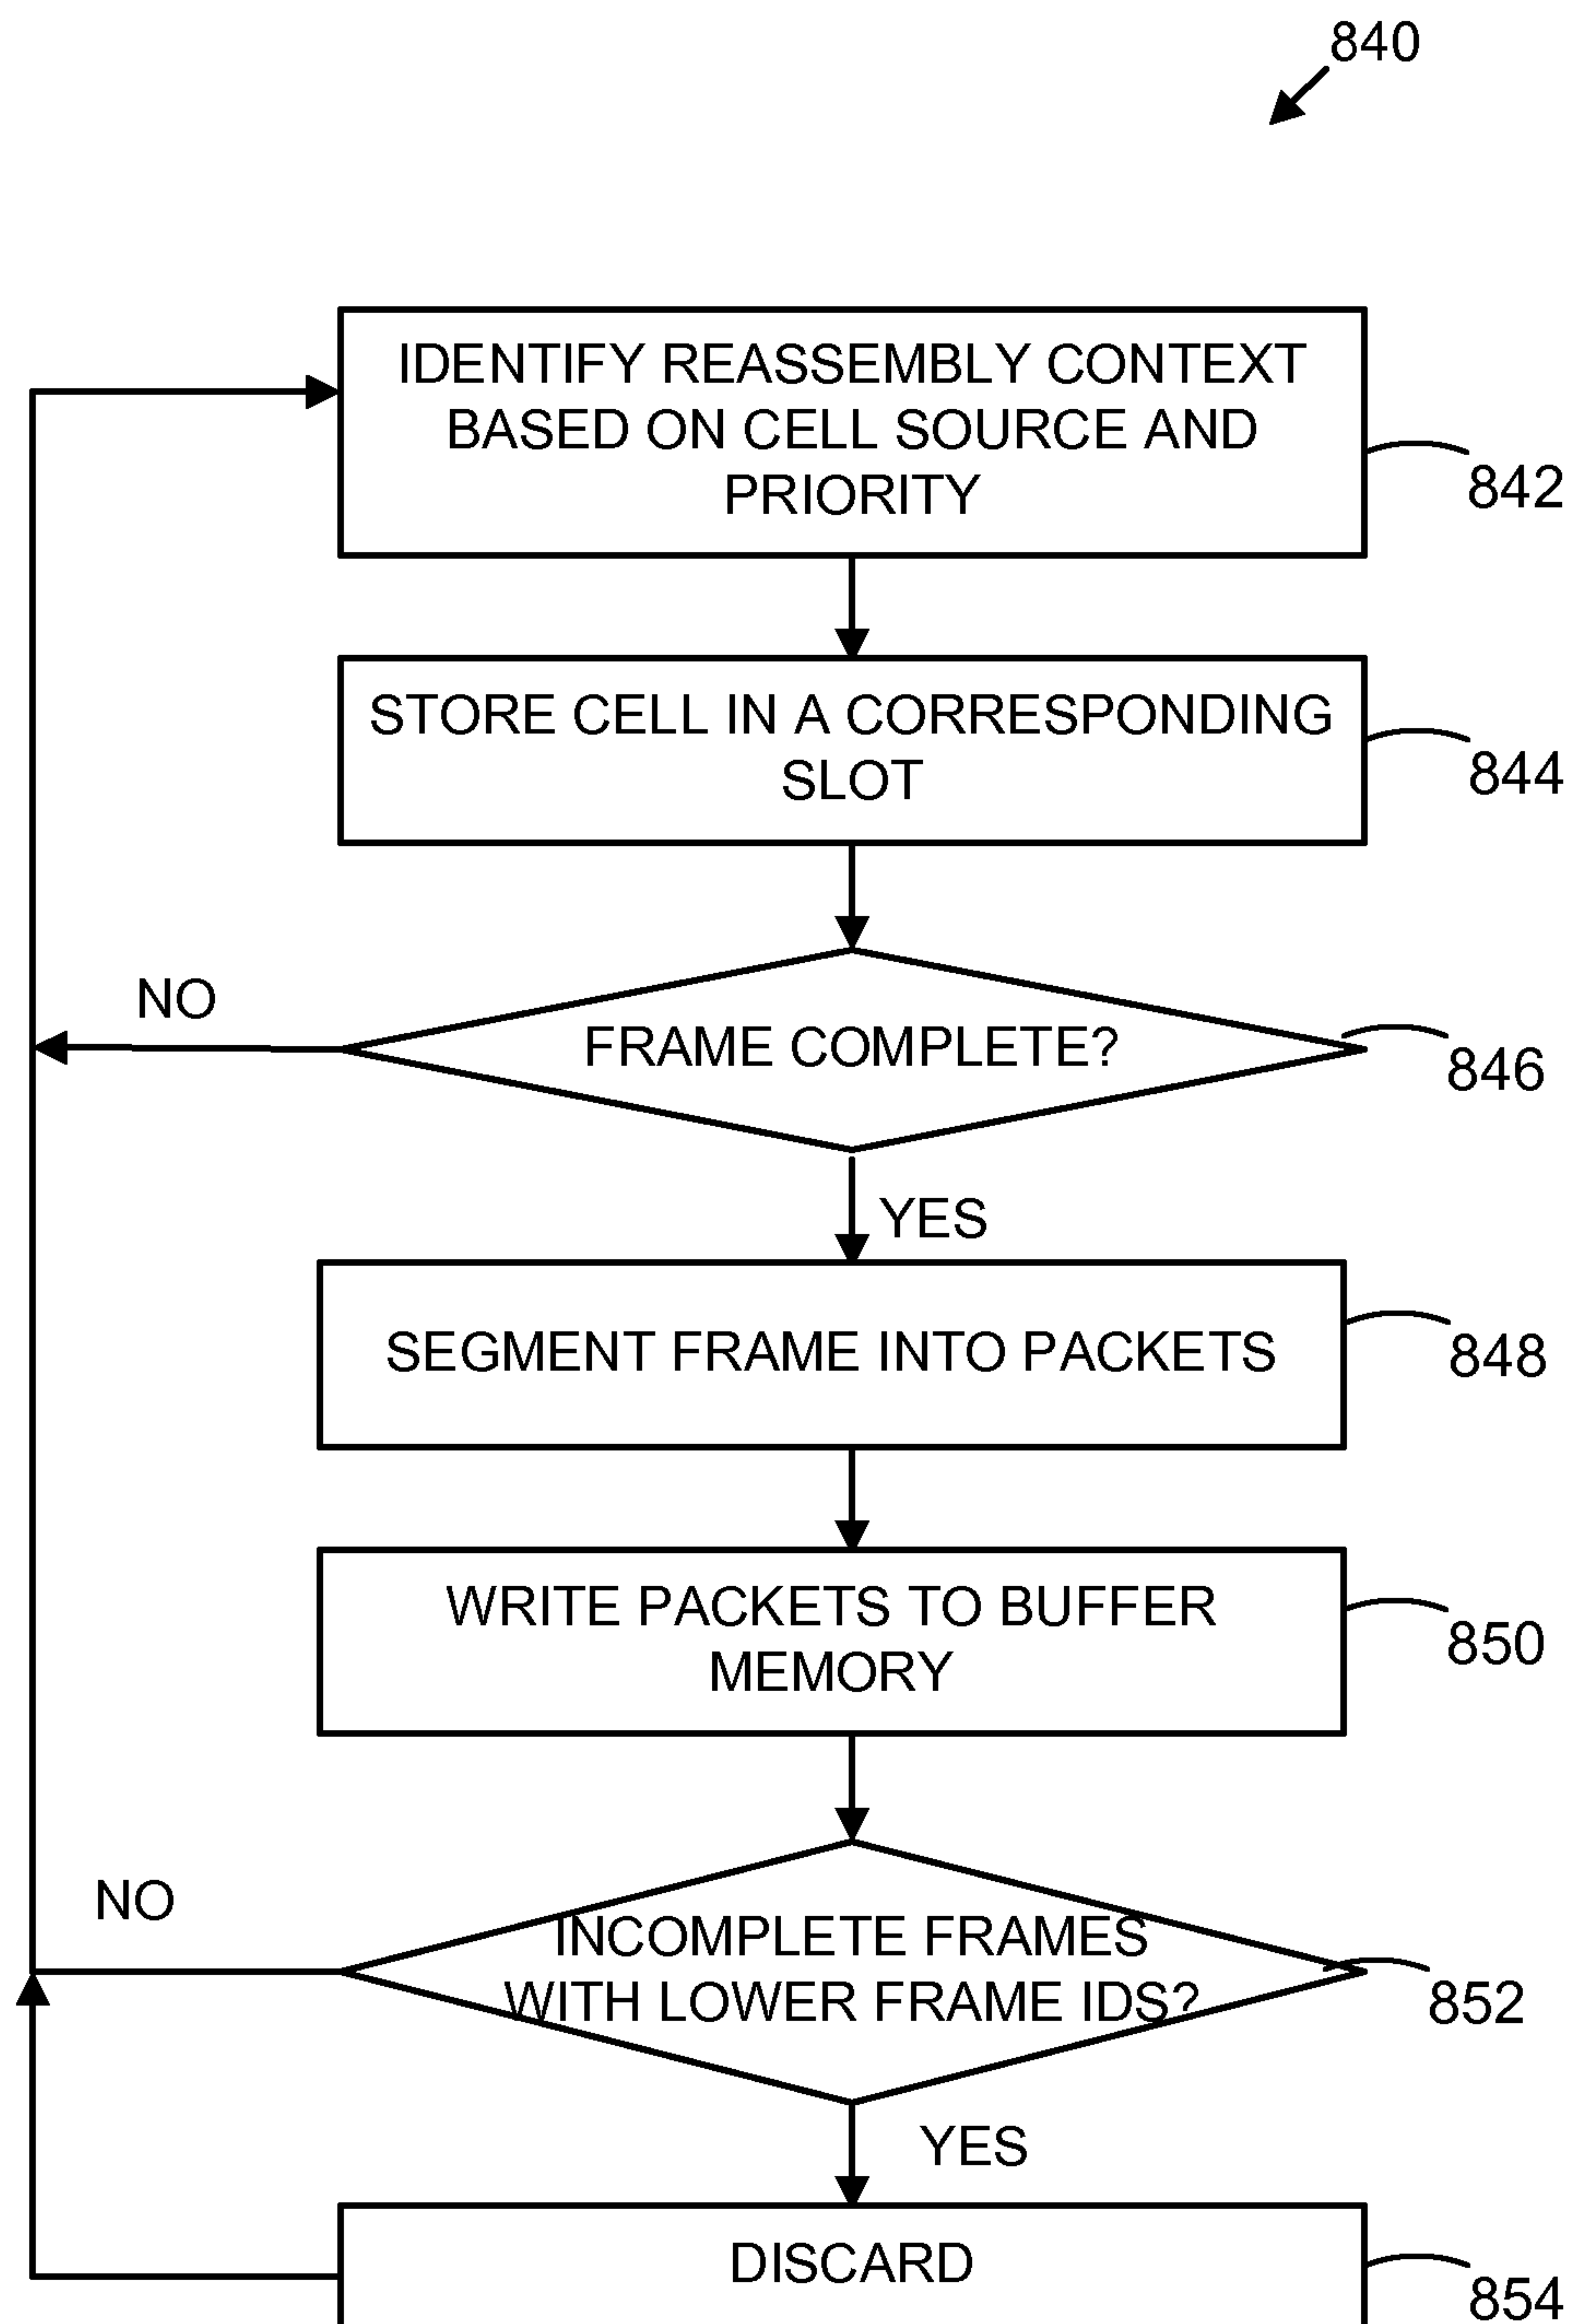 840
IDENTIFY REASSEMBLY CONTEXT
BASED ON CELL SOURCE AND
PRIORITY
842
STORE CELL IN A CORRESPONDING
SLOT
844
NO
FRAME COMPLETE?
846
YES
SEGMENT FRAME INTO PACKETS
848
WRITE PACKETS TO BUFFER
MEMORY
850
NO
INCOMPLETE FRAMES
WITH LOWER FRAME IDS?
852
YES
DISCARD
854